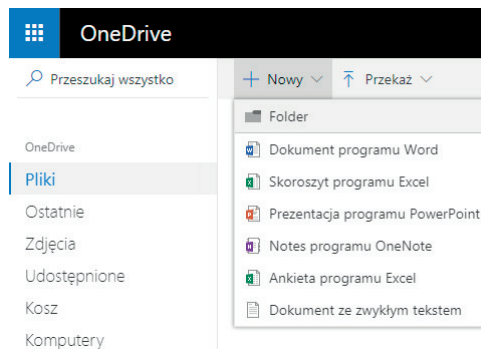 OneDrive
Przeszukaj wszystko
Nowy
Przekaż
Folder
OneDrive
Dokument programu Word
Pliki
Skoroszyt programu Excel
Ostatnie
Prezentacja programu PowerPoint
Zdjęcia
Notes programu OneNote
Udostępnione
Ankieta programu Excel
Kosz
Dokument ze zwykłym tekstem
Komputery